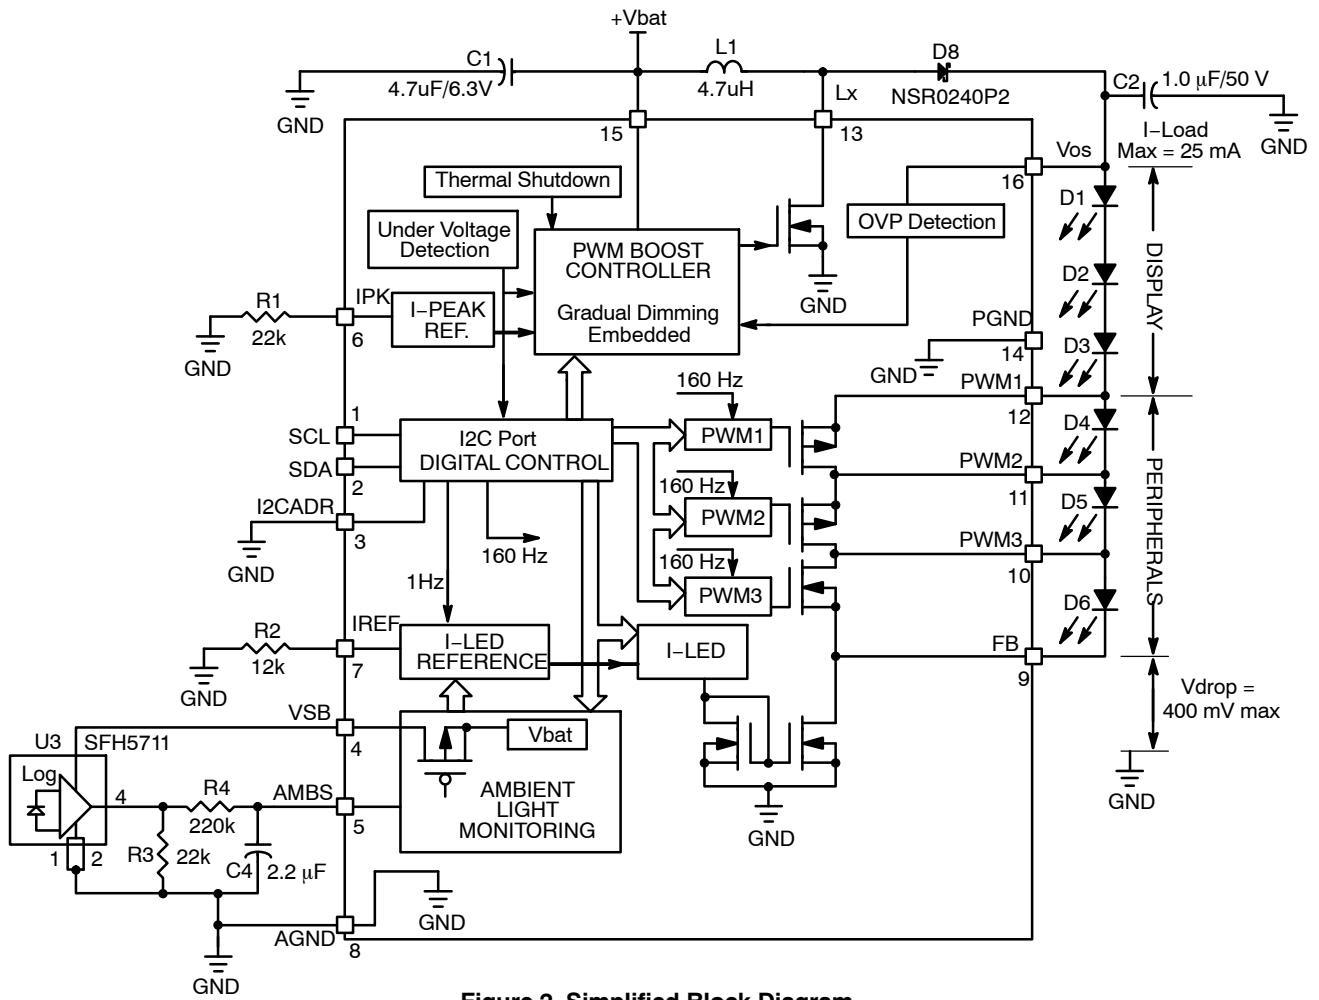 +Vbat
C1
4.7uF/6.3V
L1
4.7uH
D8
NSR0240P2
Lx
C2
1.0 µF/50 V
GND
GND
15
13
I−Load
Max = 25 mA
Vos
16
Thermal Shutdown
Under Voltage
Detection
PWM BOOST
CONTROLLER
Gradual Dimming
Embedded
OVP Detection
GND
D1
D2
D3
DISPLAY
R1
22k
GND
IPK
6
I−PEAK
REF.
PGND
14
GND
160 Hz
PWM1
PWM1
12
D4
1
SCL
SDA
2
I2C Port
DIGITAL CONTROL
I2CADR
3
GND
160 Hz
PWM2
PWM2
11
D5
160 Hz
1Hz
160 Hz
PWM3
PWM3
10
D6
PERIPHERALS
R2
12k
GND
IREF
7
I−LED
REFERENCE
I−LED
FB
9
Vdrop =
400 mV max
GND
VSB
4
Vbat
U3
SFH5711
Log
4
1
2
R4
220k
R3
22k
C4
2.2 µF
AMBS
5
AMBIENT
LIGHT
MONITORING
GND
GND
AGND
8
GND
Figure 2. Simplified Block Diagram